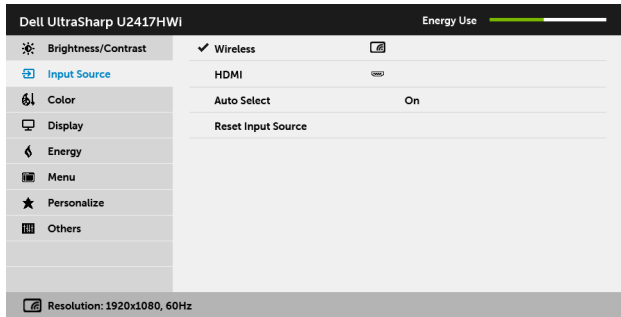 Dell UltraSharp U2417HWi
Energy Use
Brightness/Contrast
Wireless
Input Source
HDMI
Color
Auto Select On
Display
Reset Input Source
Energy
Menu
Personalize
Others
Resolution: 1920x1080, 60Hz